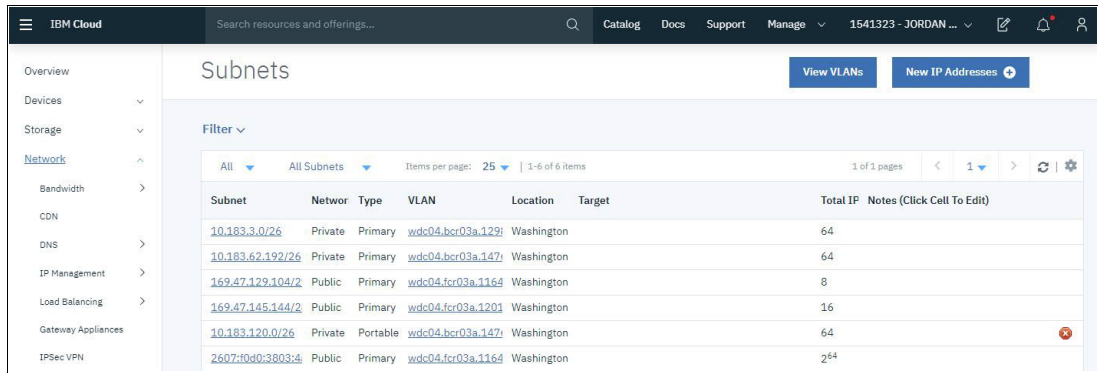 IBM Cloud Search resources and offerings... Catalog Docs Support Manage 1541323 - JORDAN ...
Overview
Devices
Storage
Network
Bandwidth
CDN
DNS
IP Management
Load Balancing
Gateway Appliances
IPSec VPN
Subnets
View VLANs New IP Addresses
Filter
All All Subnets Items per page: 25 | 1-6 of 6 items 1 of 1 pages 1
Subnet Networ Type VLAN Location Target Total IP Notes (Click Cell To Edit)
10.183.3.0/26 Private Primary wdc04.bcr03a.129 Washington 64
10.183.62.192/26 Private Primary wdc04.bcr03a.147 Washington 64
169.47.129.104/2 Public Primary wdc04.fcr03a.1164 Washington 8
169.47.145.144/2 Public Primary wdc04.fcr03a.1201 Washington 16
10.183.120.0/26 Private Portable wdc04.bcr03a.147 Washington 64
2607:f0d0:3803:4 Public Primary wdc04.fcr03a.1164 Washington 2⁶⁴